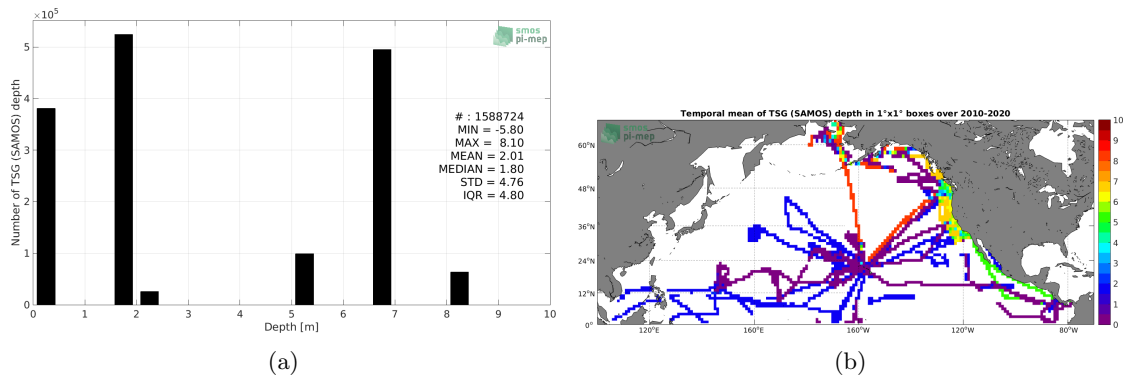 ×10⁵
smos
pi-mep
5
4
3
2
1
0
Number of TSG (SAMOS) depth
# : 1588724
MIN = -5.80
MAX = 8.10
MEAN = 2.01
MEDIAN = 1.80
STD = 4.76
IQR = 4.80
0 1 2 3 4 5 6 7 8 9 10
Depth [m]
(a)
Temporal mean of TSG (SAMOS) depth in 1°x1° boxes over 2010-2020
smos
pi-mep
60°N
48°N
36°N
24°N
12°N
0°
120°E 160°E 160°W 120°W 80°W
10
9
8
7
6
5
4
3
2
1
0
(b)